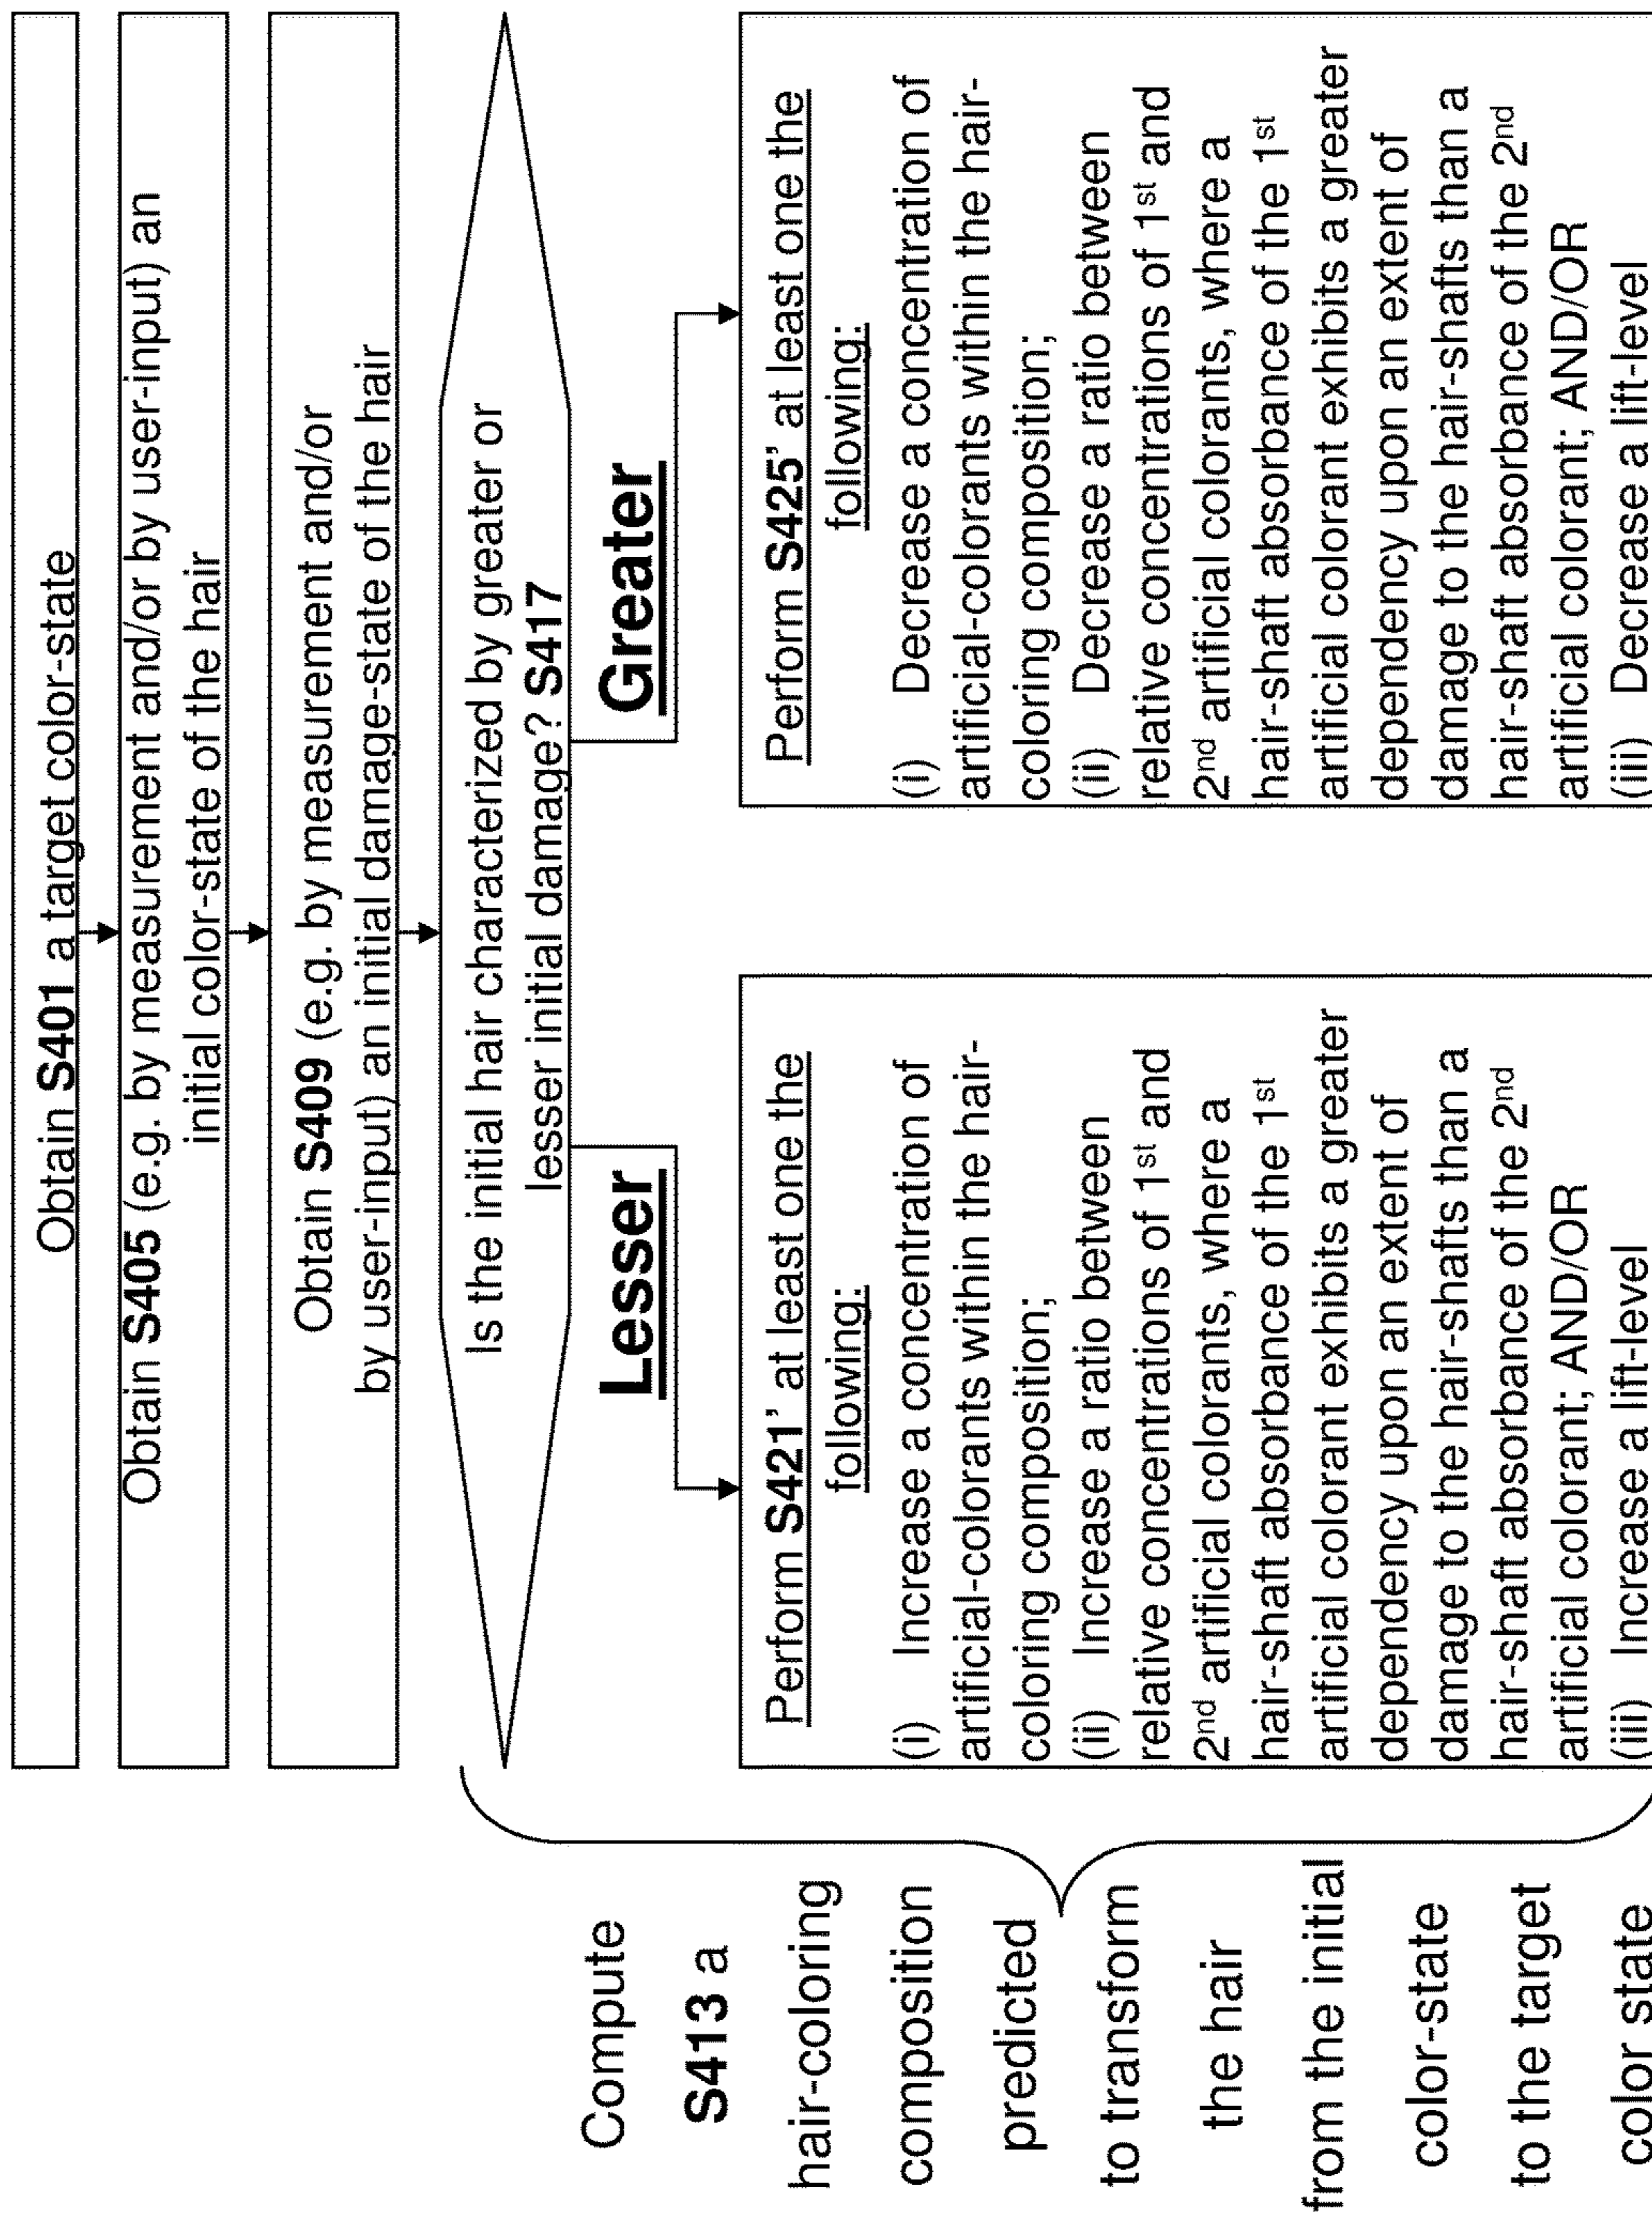 Obtain S401 a target color-state
Obtain S405 (e.g. by measurement and/or by user-input) an
initial color-state of the hair
Obtain S409 (e.g. by measurement and/or
by user-input) an initial damage-state of the hair
Is the initial hair characterized by greater or
lesser initial damage? S417
Compute
S413 a
hair-coloring
composition
predicted
to transform
the hair
from the initial
color-state
to the target
color state
Lesser
Perform S421' at least one the
following:
(i) Increase a concentration of
artificial-colorants within the hair-
coloring composition;
(ii) Increase a ratio between
relative concentrations of 1st and
2nd artificial colorants, where a
hair-shaft absorbance of the 1st
artificial colorant exhibits a greater
dependency upon an extent of
damage to the hair-shafts than a
hair-shaft absorbance of the 2nd
artificial colorant; AND/OR
(iii) Increase a lift-level
Greater
Perform S425' at least one the
following:
(i) Decrease a concentration of
artificial-colorants within the hair-
coloring composition;
(ii) Decrease a ratio between
relative concentrations of 1st and
2nd artificial colorants, where a
hair-shaft absorbance of the 1st
artificial colorant exhibits a greater
dependency upon an extent of
damage to the hair-shafts than a
hair-shaft absorbance of the 2nd
artificial colorant; AND/OR
(iii) Decrease a lift-level